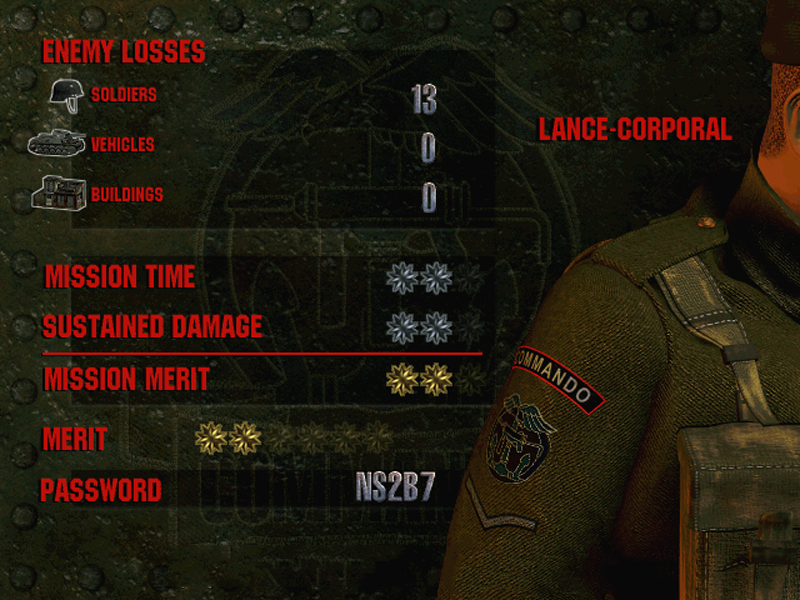 ENEMY LOSSES
SOLDIERS 13
LANCE-CORPORAL
VEHICLES 0
BUILDINGS 0
MISSION TIME
SUSTAINED DAMAGE
MISSION MERIT
COMMANDO
MERIT
PASSWORD NS2B7